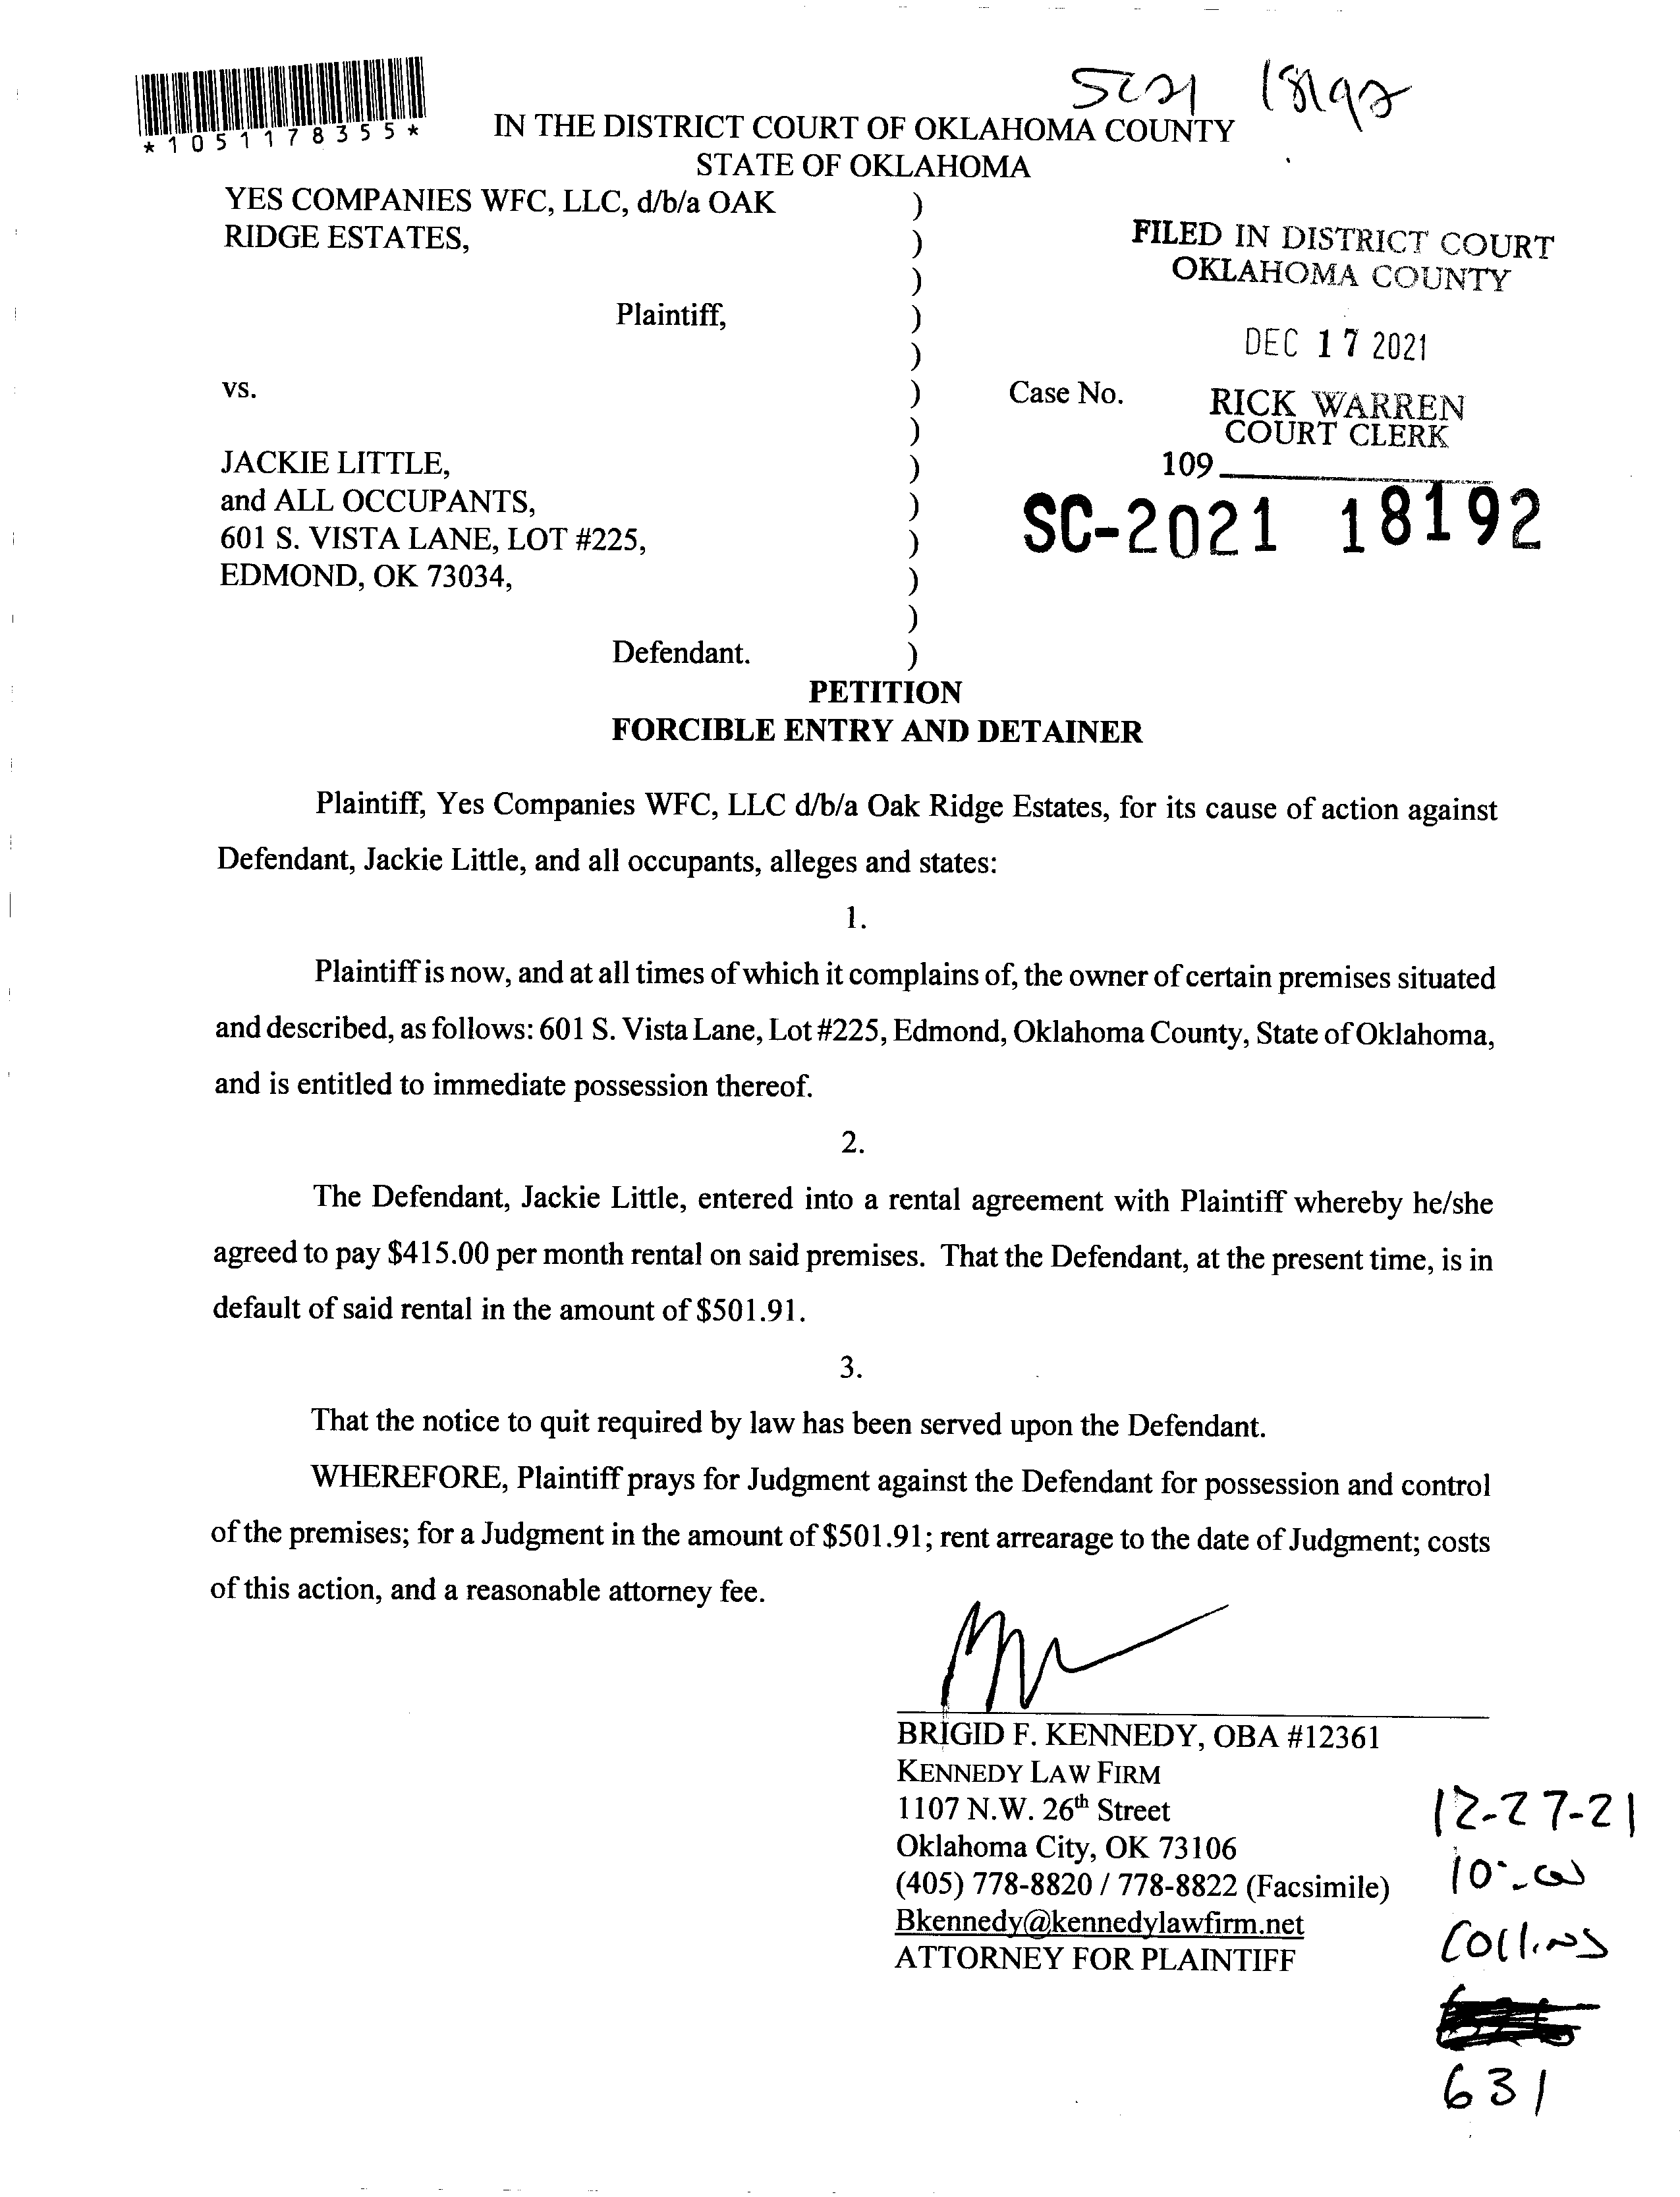 SC21 18192
*1051178355*
IN THE DISTRICT COURT OF OKLAHOMA COUNTY
STATE OF OKLAHOMA
YES COMPANIES WFC, LLC, d/b/a OAK )
RIDGE ESTATES, )
)
Plaintiff, )
)
vs. )
)
JACKIE LITTLE, )
and ALL OCCUPANTS, )
601 S. VISTA LANE, LOT #225, )
EDMOND, OK 73034, )
)
Defendant. )
FILED IN DISTRICT COURT
OKLAHOMA COUNTY
DEC 17 2021
Case No.
RICK WARREN
COURT CLERK
109
SC-2021 18192
PETITION
FORCIBLE ENTRY AND DETAINER
Plaintiff, Yes Companies WFC, LLC d/b/a Oak Ridge Estates, for its cause of action against
Defendant, Jackie Little, and all occupants, alleges and states:
1.
Plaintiff is now, and at all times of which it complains of, the owner of certain premises situated
and described, as follows: 601 S. Vista Lane, Lot #225, Edmond, Oklahoma County, State of Oklahoma,
and is entitled to immediate possession thereof.
2.
The Defendant, Jackie Little, entered into a rental agreement with Plaintiff whereby he/she
agreed to pay $415.00 per month rental on said premises. That the Defendant, at the present time, is in
default of said rental in the amount of $501.91.
3.
That the notice to quit required by law has been served upon the Defendant.
WHEREFORE, Plaintiff prays for Judgment against the Defendant for possession and control
of the premises; for a Judgment in the amount of $501.91; rent arrearage to the date of Judgment; costs
of this action, and a reasonable attorney fee.
BRIGID F. KENNEDY, OBA #12361
KENNEDY LAW FIRM
1107 N.W. 26th Street
Oklahoma City, OK 73106
(405) 778-8820 / 778-8822 (Facsimile)
Bkennedy@kennedylawfirm.net
ATTORNEY FOR PLAINTIFF
12-27-21
10:00
Collins
631